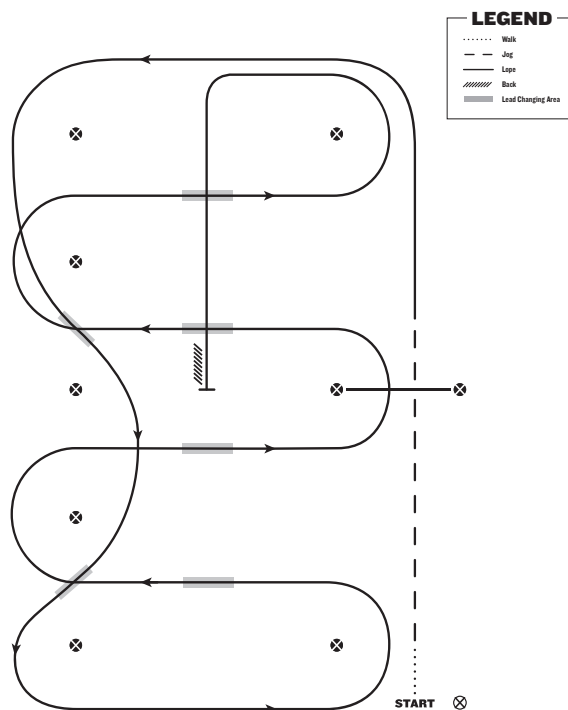 LEGEND
Walk
Jog
Lope
Back
Lead Changing Area
START